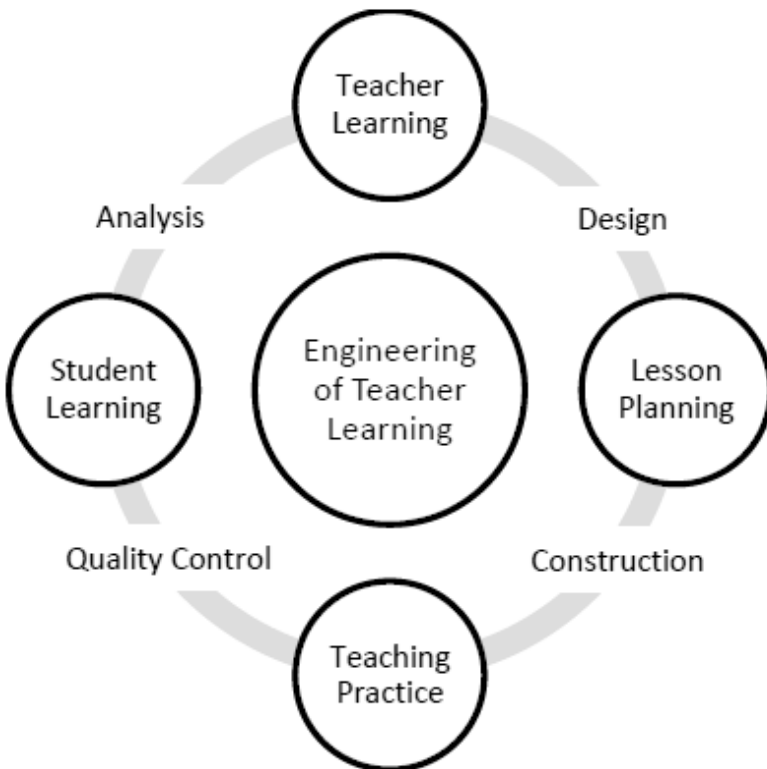 Teacher
Learning
Analysis
Design
Student
Learning
Engineering
of Teacher
Learning
Lesson
Planning
Quality Control
Construction
Teaching
Practice